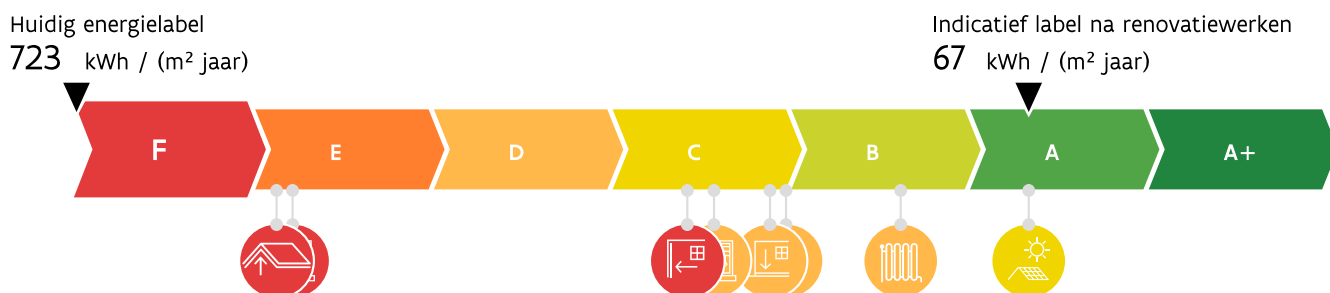 Huidig energielabel
723 kWh / (m² jaar)
Indicatief label na renovatiewerken
67 kWh / (m² jaar)
F E D C B A A+